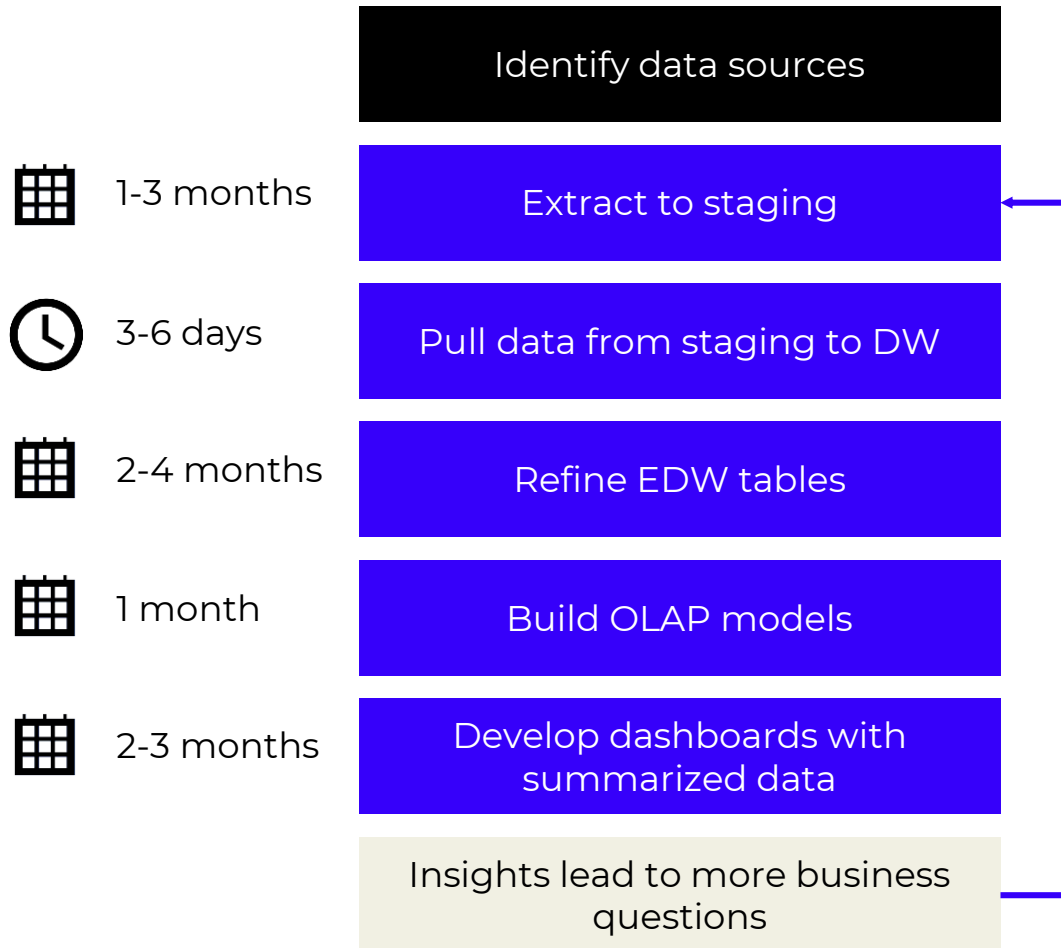 Identify data sources
1-3 months
Extract to staging
3-6 days
Pull data from staging to DW
2-4 months
Refine EDW tables
1 month
Build OLAP models
2-3 months
Develop dashboards with
summarized data
Insights lead to more business
questions